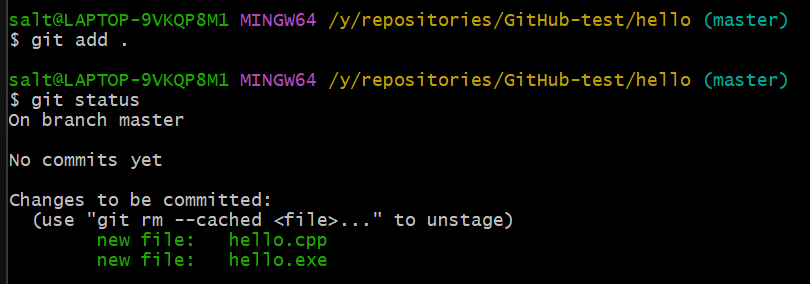 salt@LAPTOP-9VKQP8M1 MINGW64 /y/repositories/GitHub-test/hello (master)
$ git add .
salt@LAPTOP-9VKQP8M1 MINGW64 /y/repositories/GitHub-test/hello (master)
$ git status
On branch master
No commits yet
Changes to be committed:
  (use "git rm --cached <file>..." to unstage)
        new file:   hello.cpp
        new file:   hello.exe